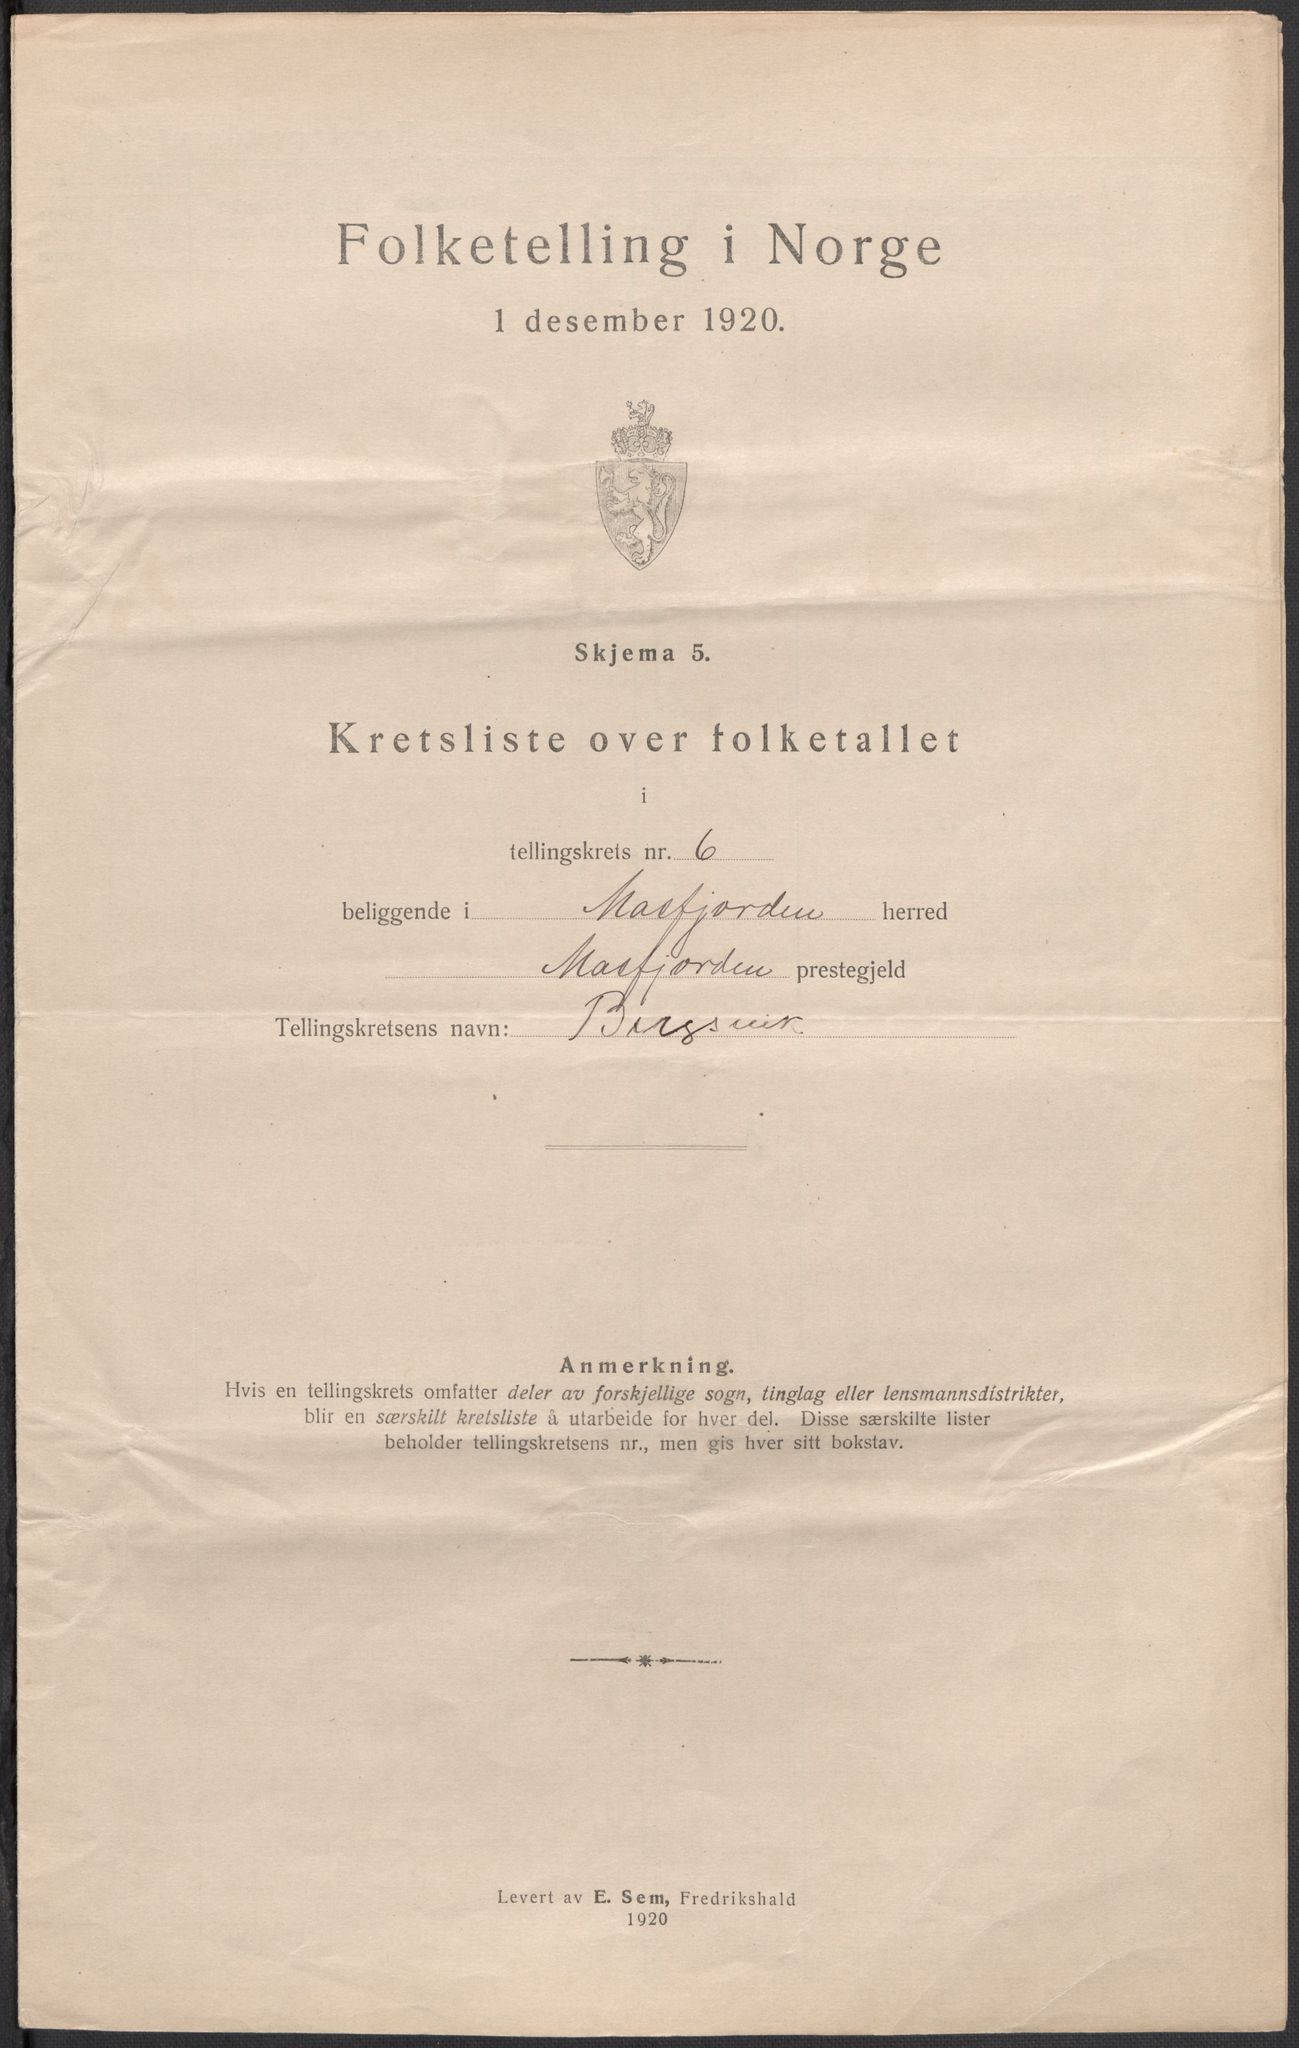 Folketelling i Norge
1 desember 1920.
Skjema 5.
Kretsliste over folketallet
i
tellingskrets nr. 6
beliggende i Masfjorden herred
Masfjorden prestegjeld
Tellingskretsens navn: Bergsvik
Anmerkning.
Hvis en tellingskrets omfatter deler av forskjellige sogn, tinglag eller lensmannsdistrikter,
blir en særskilt kretsliste å utarbeide for hver del. Disse særskilte lister
beholder tellingskretsens nr., men gis hver sitt bokstav.
Levert av E. Sem, Fredrikshald
1920